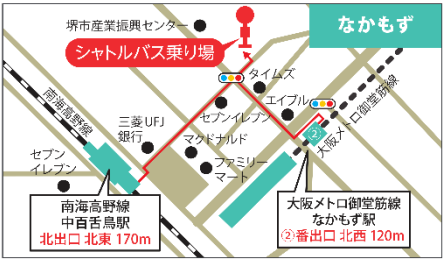 なかもず
堺市産業振興センター
シャトルバス乗り場
タイムズ
南海高野線
セブンイレブン
エイブル
三菱UFJ
銀行
マクドナルド
②
大阪メトロ御堂筋線
セブン
イレブン
ファミリー
マート
南海高野線
中百舌鳥駅
北出口 北東 170m
大阪メトロ御堂筋線
なかもず駅
②番出口 北西 120m